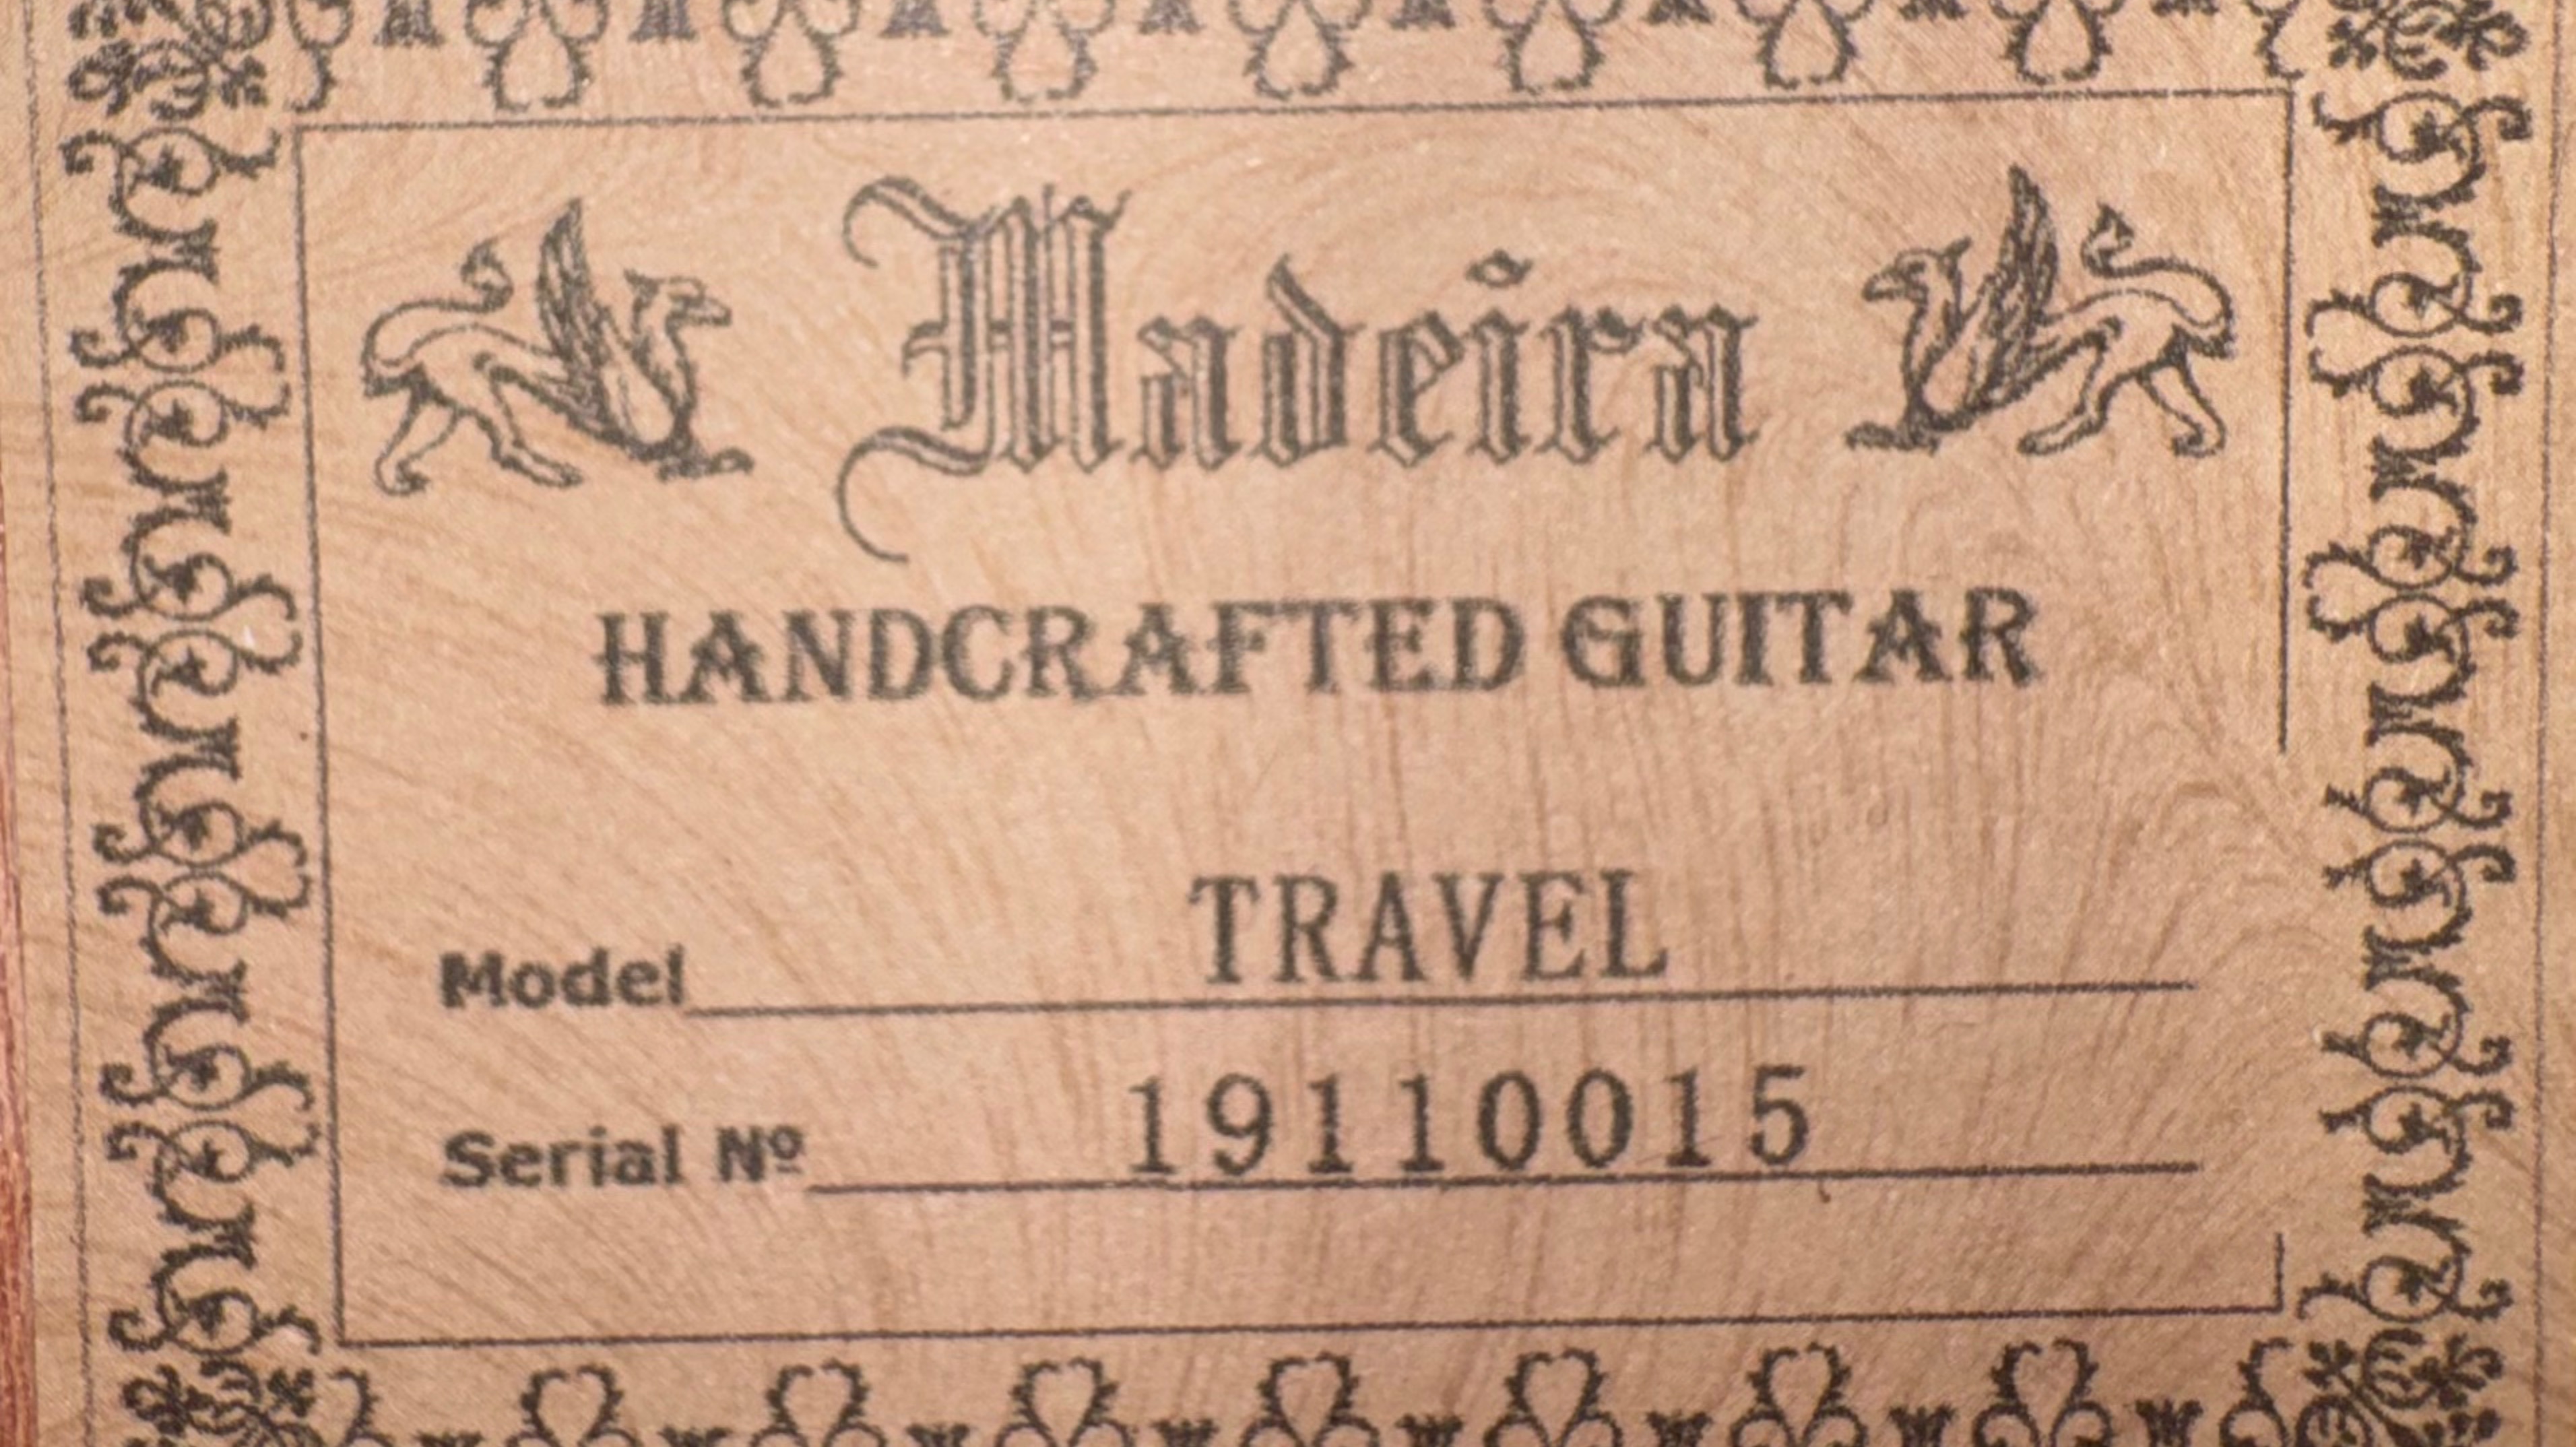 Madeira
HANDCRAFTED GUITAR
Model TRAVEL
Serial Nº 19110015